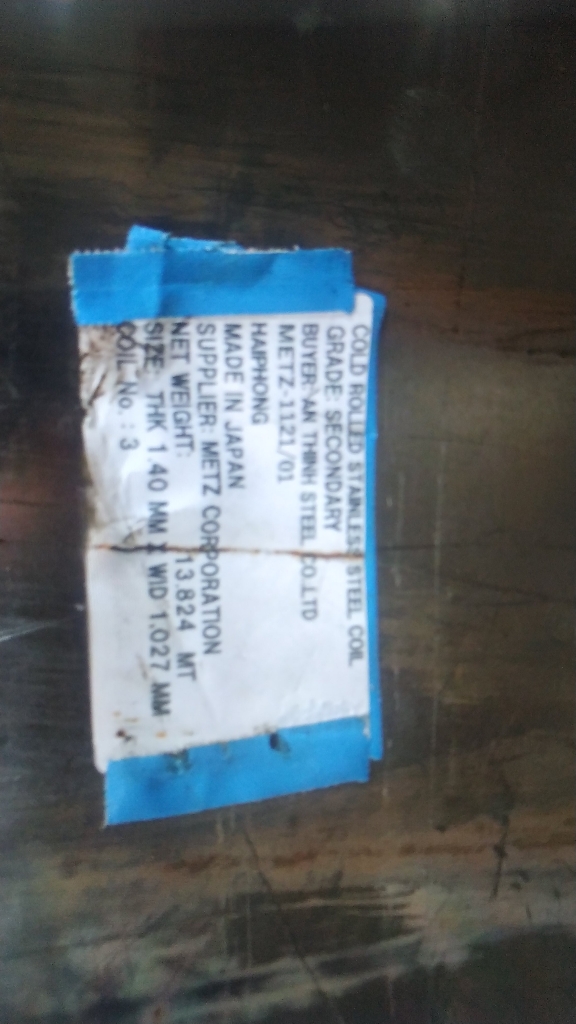 COLD ROLLED STAINLESS STEEL COIL
GRADE: SECONDARY
BUYER: AN THINH STEEL CO.LTD
METZ-1121/01
HAIPHONG
MADE IN JAPAN
SUPPLIER: METZ CORPORATION
NET WEIGHT: 13.824 MT
SIZE: THK 1.40 MM X WID 1.027 MM
COIL No. : 3